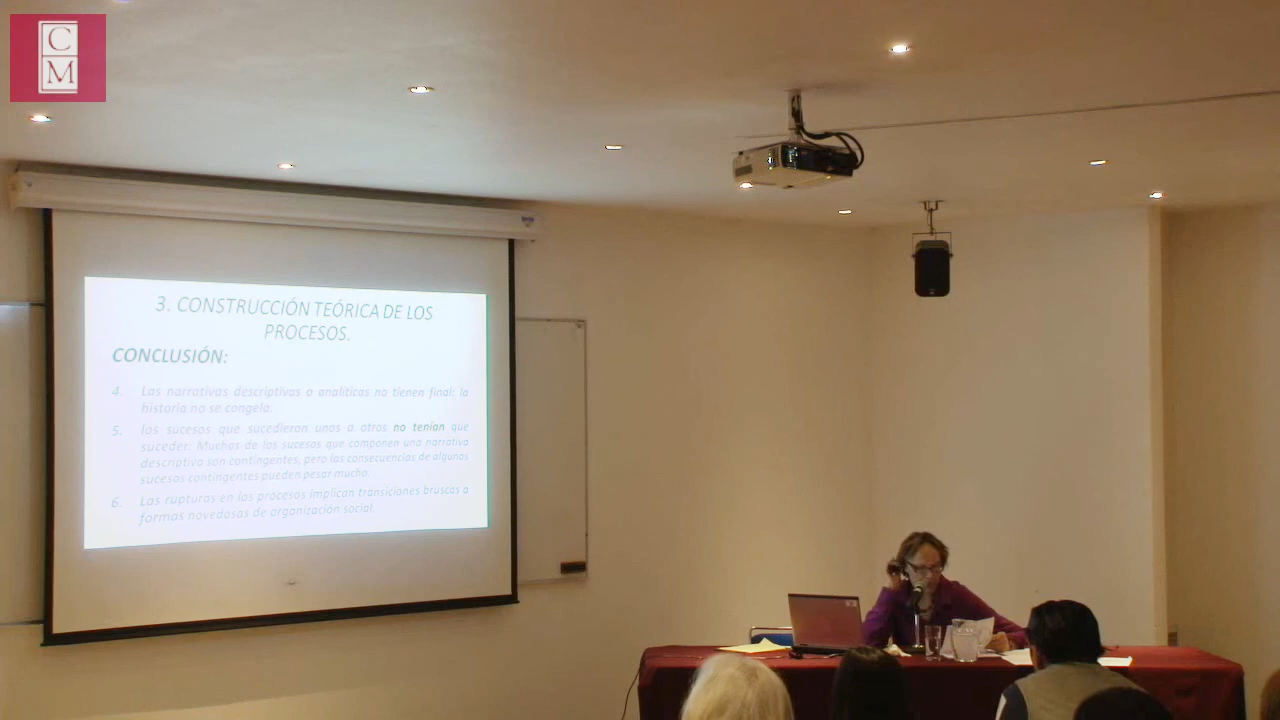 C
M
3. CONSTRUCCIÓN TEÓRICA DE LOS
PROCESOS.
CONCLUSIÓN:
4. Las narrativas descriptivas o analíticas no tienen final: la
historia no se congela.
5. los sucesos que sucedieron unos a otros no tenían que
suceder: Muchos de los sucesos que componen una narrativa
descriptiva son contingentes, pero las consecuencias de algunos
sucesos contingentes pueden pesar mucho.
6. Las rupturas en los procesos implican transiciones bruscas a
formas novedosas de organización social.